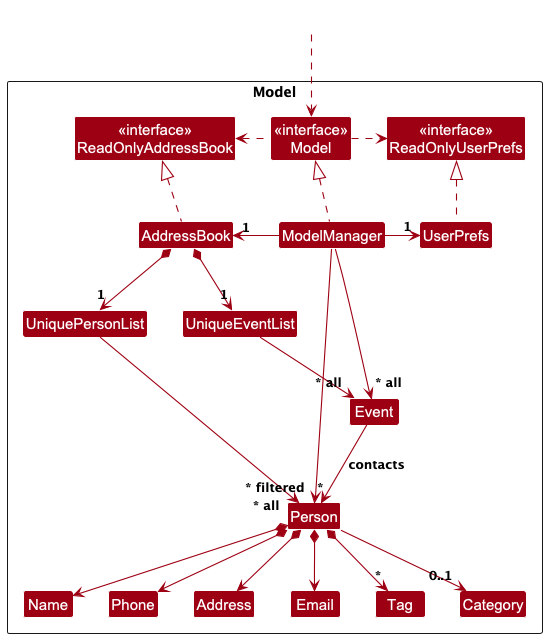 Model
«interface»
ReadOnlyAddressBook
«interface»
Model
«interface»
ReadOnlyUserPrefs
AddressBook
1
ModelManager
1
UserPrefs
1
1
UniquePersonList
UniqueEventList
* all
* all
Event
contacts
* filtered
*
* all
Person
*
0..1
Name
Phone
Address
Email
Tag
Category